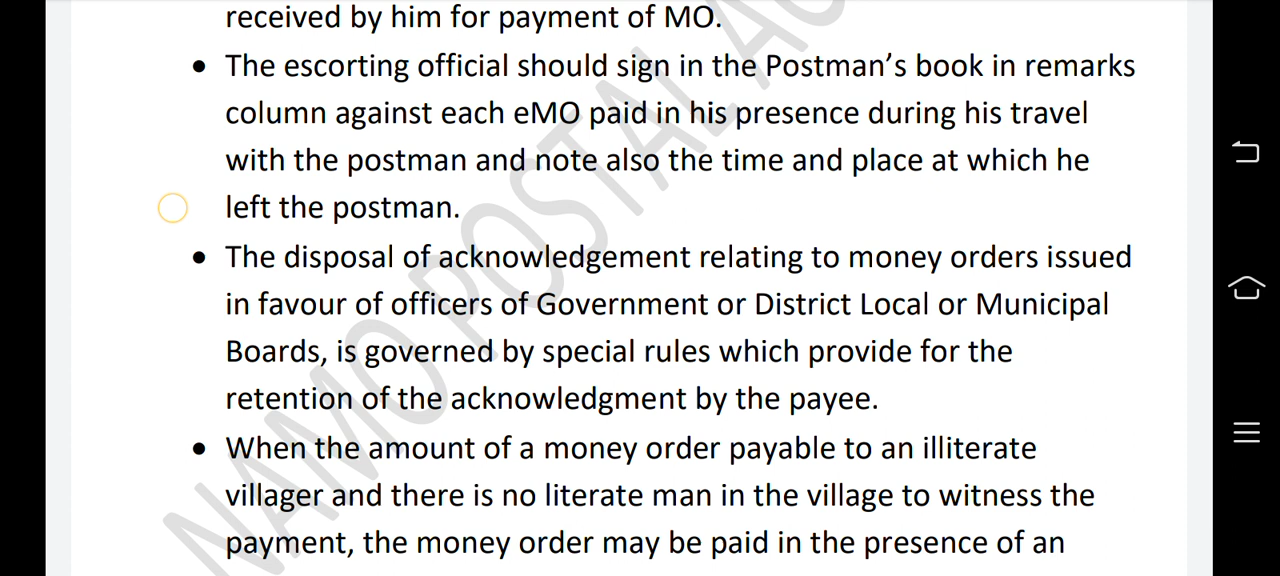 received by him for payment of MO.
• The escorting official should sign in the Postman’s book in remarks
column against each eMO paid in his presence during his travel
with the postman and note also the time and place at which he
left the postman.
• The disposal of acknowledgement relating to money orders issued
in favour of officers of Government or District Local or Municipal
Boards, is governed by special rules which provide for the
retention of the acknowledgment by the payee.
• When the amount of a money order payable to an illiterate
villager and there is no literate man in the village to witness the
payment, the money order may be paid in the presence of an
NAMO POSTAL